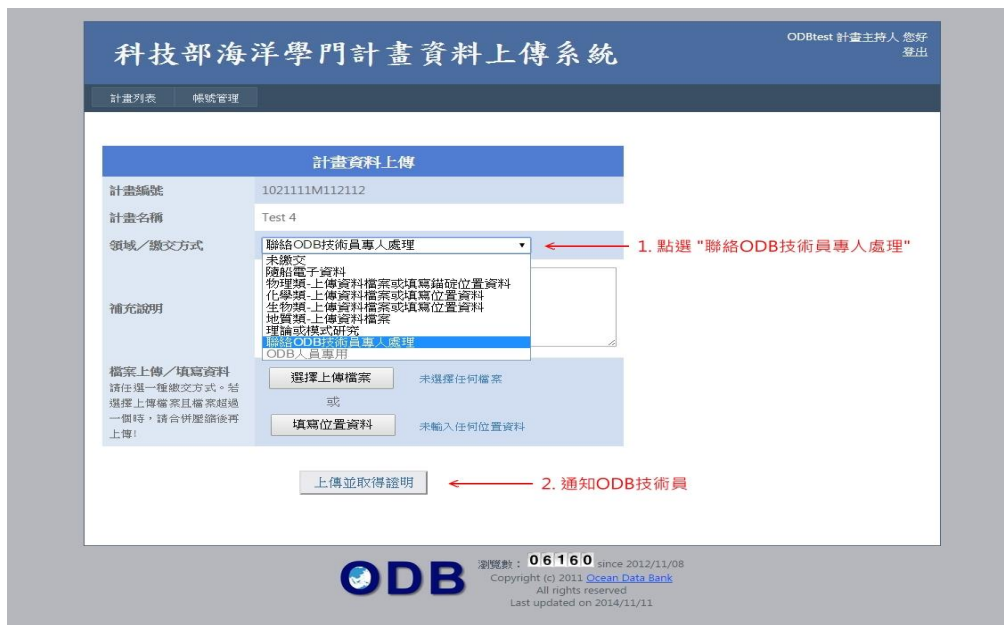 科技部海洋學門計畫資料上傳系統
ODBtest 計畫主持人 您好
登出
計畫列表 帳號管理
計畫資料上傳
計畫編號 1021111M112112
計畫名稱 Test 4
領域／繳交方式 聯絡ODB技術員專人處理
1. 點選 "聯絡ODB技術員專人處理"
未繳交
隨船電子資料
物理類-上傳資料檔案或填寫錨碇位置資料
化學類-上傳資料檔案或填寫位置資料
生物類-上傳資料檔案或填寫位置資料
地質類-上傳資料檔案
理論或模式研究
聯絡ODB技術員專人處理
ODB人員專用
補充說明
檔案上傳／填寫資料
請任選一種繳交方式。若
選擇上傳檔案且檔案超過
一個時，請合併壓縮後再
上傳!
選擇上傳檔案 未選擇任何檔案
或
填寫位置資料 未輸入任何位置資料
上傳並取得證明
2. 通知ODB技術員
ODB
瀏覽數： 06160 since 2012/11/08
Copyright (c) 2011 Ocean Data Bank
All rights reserved
Last updated on 2014/11/11